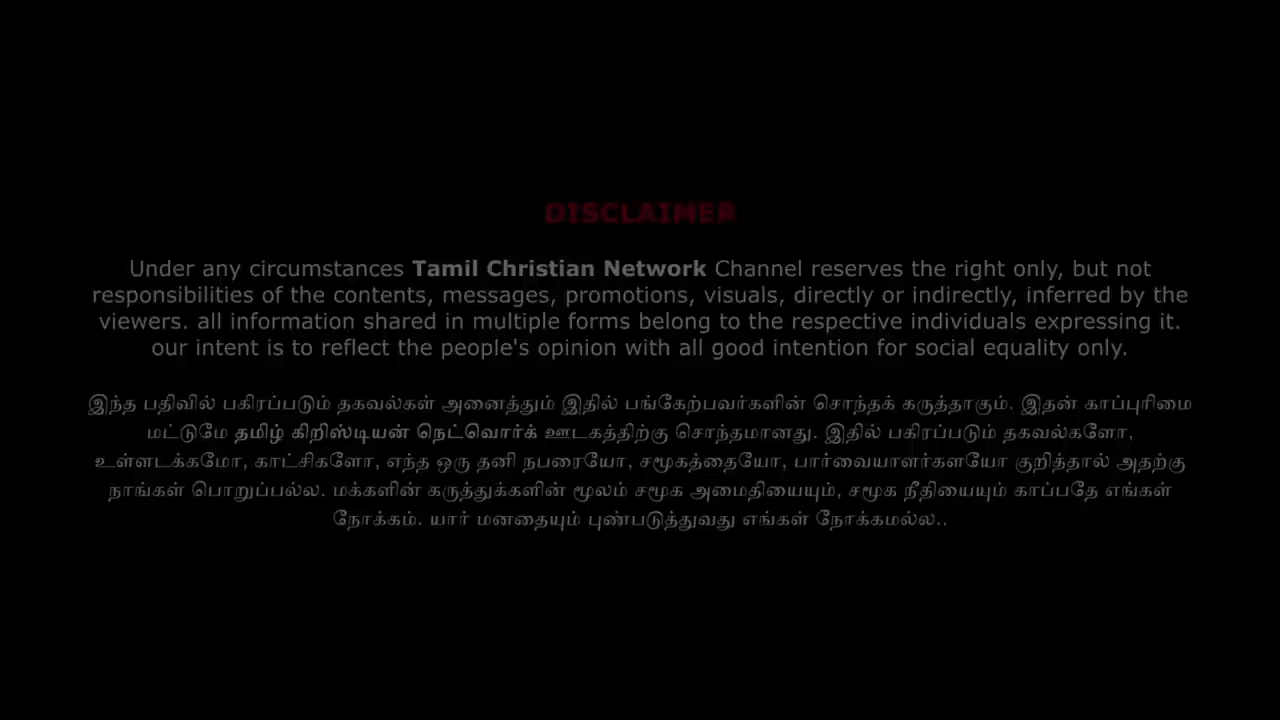 DISCLAIMER
Under any circumstances Tamil Christian Network Channel reserves the right only, but not
responsibilities of the contents, messages, promotions, visuals, directly or indirectly, inferred by the
viewers. all information shared in multiple forms belong to the respective individuals expressing it.
our intent is to reflect the people's opinion with all good intention for social equality only.
இந்த பதிவில் பகிரப்படும் தகவல்கள் அனைத்தும் இதில் பங்கேற்பவர்களின் சொந்தக் கருத்தாகும். இதன் காப்புரிமை
மட்டுமே தமிழ் கிறிஸ்டியன் நெட்வொர்க் ஊடகத்திற்கு சொந்தமானது. இதில் பகிரப்படும் தகவல்களோ,
உள்ளடக்கமோ, காட்சிகளோ, எந்த ஒரு தனி நபரையோ, சமூகத்தையோ, பார்வையாளர்களயோ குறித்தால் அதற்கு
நாங்கள் பொறுப்பல்ல. மக்களின் கருத்துக்களின் மூலம் சமூக அமைதியையும், சமூக நீதியையும் காப்பதே எங்கள்
நோக்கம். யார் மனதையும் புண்படுத்துவது எங்கள் நோக்கமல்ல..